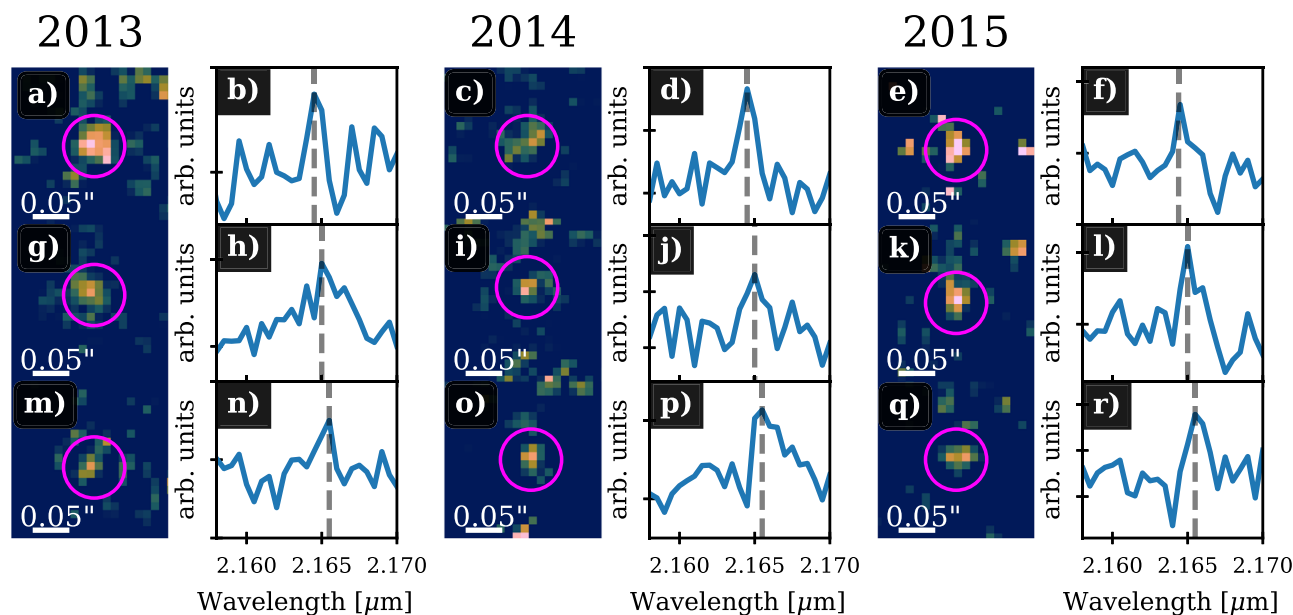 2013 2014 2015
a) b) arb. units c) d) arb. units e) f) arb. units
0.05" 0.05" 0.05"
g) h) arb. units i) j) arb. units k) l) arb. units
0.05" 0.05" 0.05"
m) n) arb. units o) p) arb. units q) r) arb. units
0.05" 0.05" 0.05"
2.160 2.165 2.170 2.160 2.165 2.170 2.160 2.165 2.170
Wavelength [μm] Wavelength [μm] Wavelength [μm]